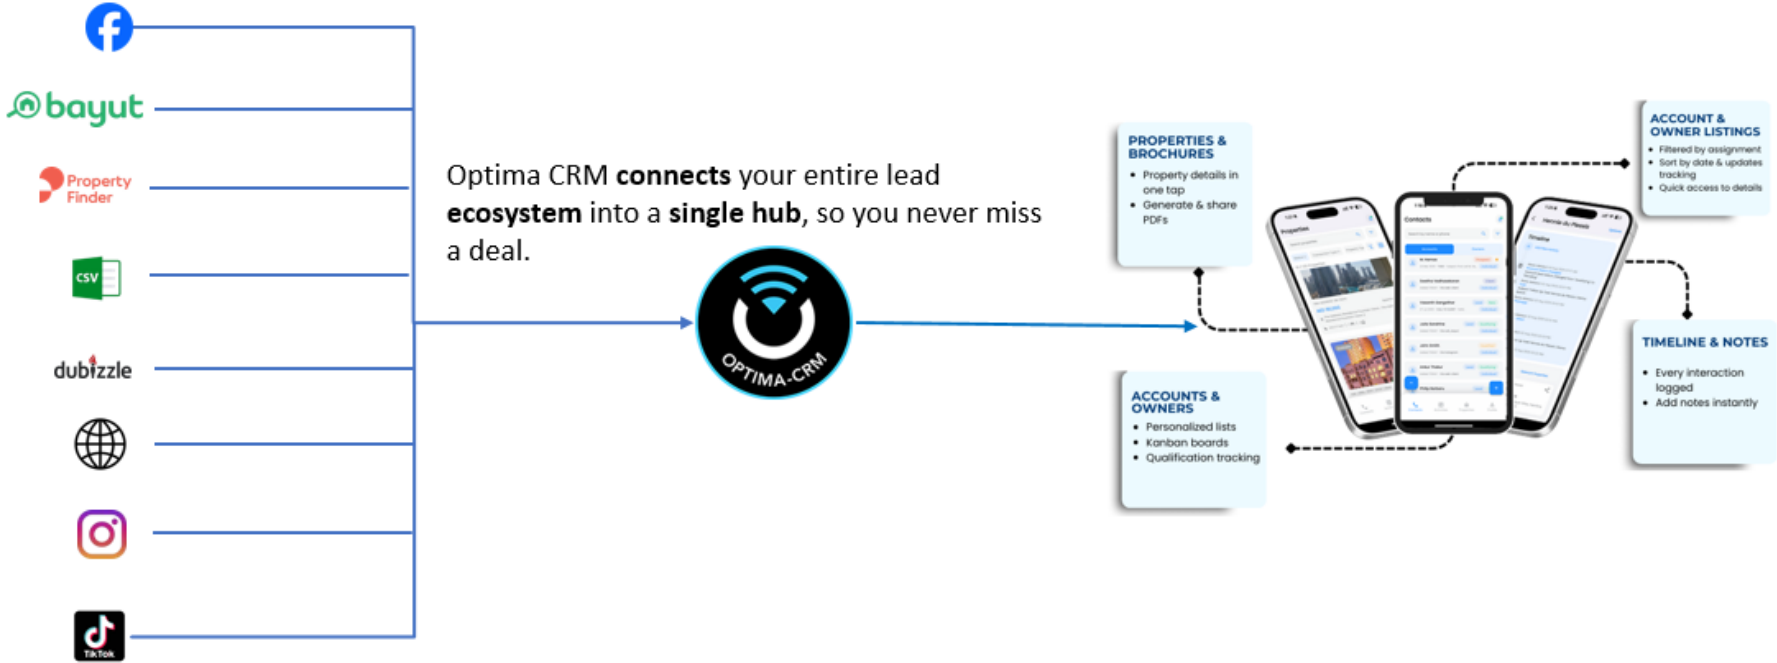 bayut
Property
Finder
CSV
dubizzle
TikTok
Optima CRM connects your entire lead
ecosystem into a single hub, so you never miss
a deal.
OPTIMA-CRM
PROPERTIES &
BROCHURES
• Property details in
one tap
• Generate & share
PDFs
ACCOUNTS &
OWNERS
• Personalized lists
• Kanban boards
• Qualification tracking
Properties
Contacts
Timeline
ACCOUNT &
OWNER LISTINGS
• Filtered by assignment
• Sort by date & updates
tracking
• Quick access to details
TIMELINE & NOTES
• Every interaction
logged
• Add notes instantly